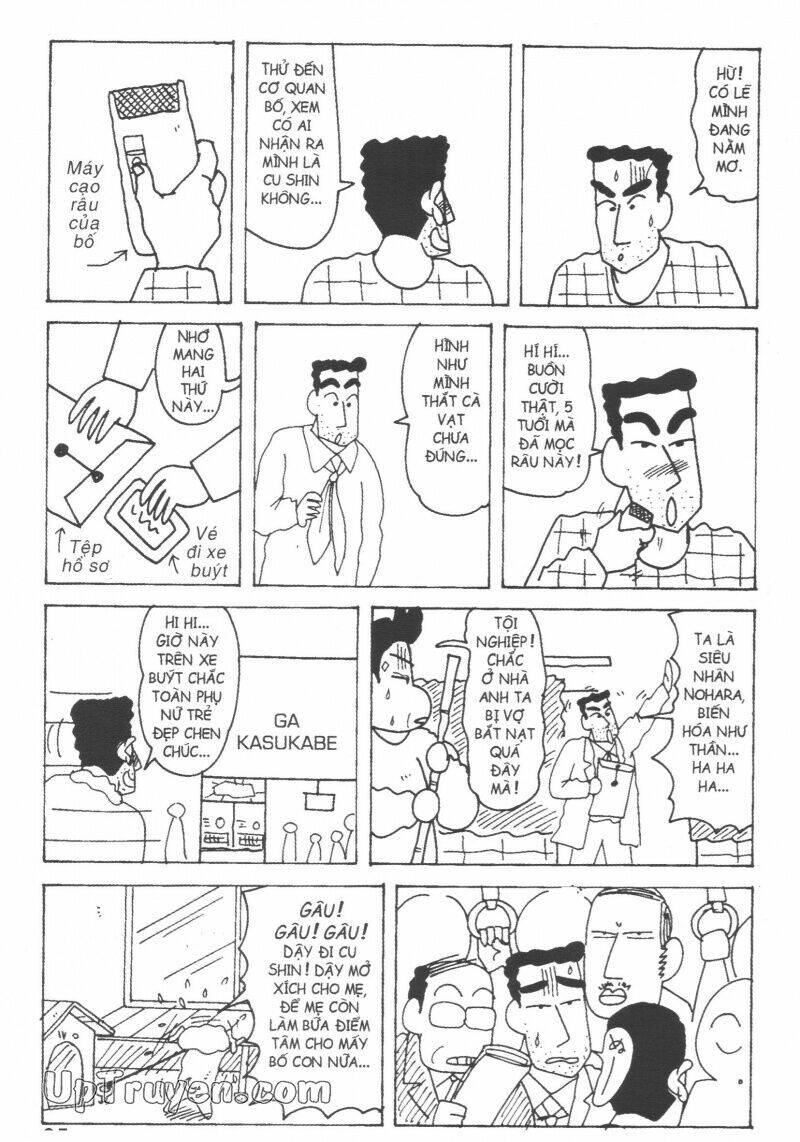 HỪ!
CÓ LẼ
MÌNH
ĐANG
NẰM
MƠ.
THỬ ĐẾN
CƠ QUAN
BỐ, XEM
CÓ AI
NHẬN RA
MÌNH LÀ
CU SHIN
KHÔNG...
Máy
cạo
râu
của
bố
HÍ HÍ...
BUỒN
CƯỜI
THẬT, 5
TUỔI MÀ
ĐÃ MỌC
RÂU NÀY!
HÌNH
NHƯ
MÌNH
THẮT CÀ
VẠT
CHƯA
ĐÚNG...
NHỚ
MANG
HAI
THỨ
NÀY...
Tệp
hồ sơ
Vé
đi xe
buýt
TA LÀ
SIÊU
NHÂN
NOHARA,
BIẾN
HÓA NHƯ
THẦN...
HA HA
HA...
TỘI
NGHIỆP!
CHẮC
Ở NHÀ
ANH TA
BỊ VỢ
BẮT NẠT
QUÁ
ĐÂY
MÀ!
HI HI...
GIỜ NÀY
TRÊN XE
BUÝT CHẮC
TOÀN PHỤ
NỮ TRẺ
ĐẸP CHEN
CHÚC...
GA
KASUKABE
GÂU!
GÂU! GÂU!
DẬY ĐI CU
SHIN! DẬY MỞ
XÍCH CHO MẸ,
ĐỂ MẸ CÒN
LÀM BỮA ĐIỂM
TÂM CHO MẤY
BỐ CON NỮA...
UpTruyen.com